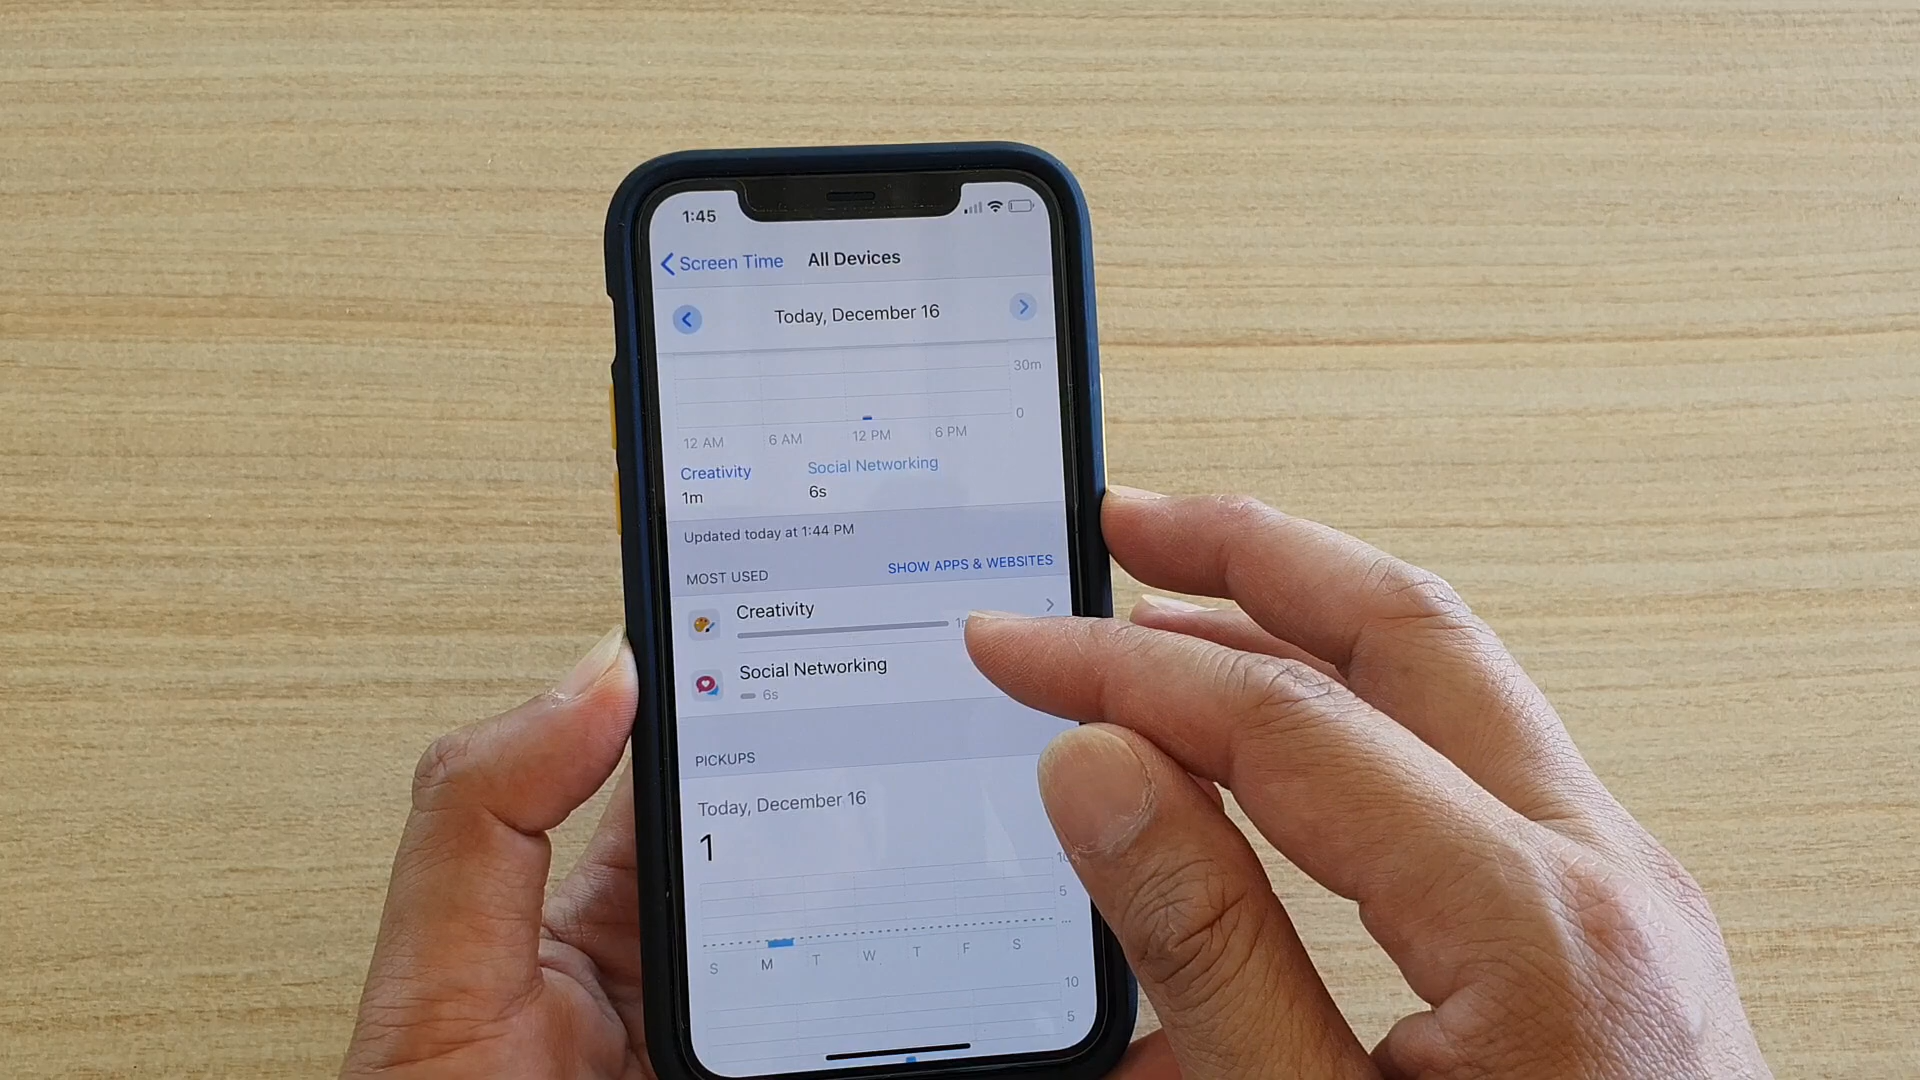 1:45
Screen Time All Devices
Today, December 16
30m
0
12 AM 6 AM 12 PM 6 PM
Creativity Social Networking
1m 6s
Updated today at 1:44 PM
MOST USED SHOW APPS & WEBSITES
Creativity
Social Networking
6s
PICKUPS
Today, December 16
1
5
S M T W T F S
10
5